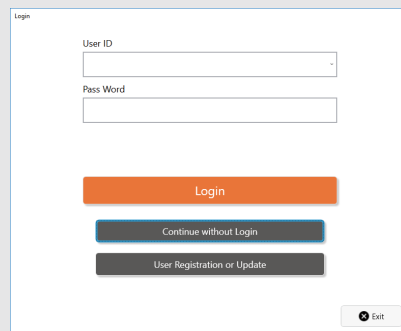 Login
User ID
Pass Word
Login
Continue without Login
User Registration or Update
Exit